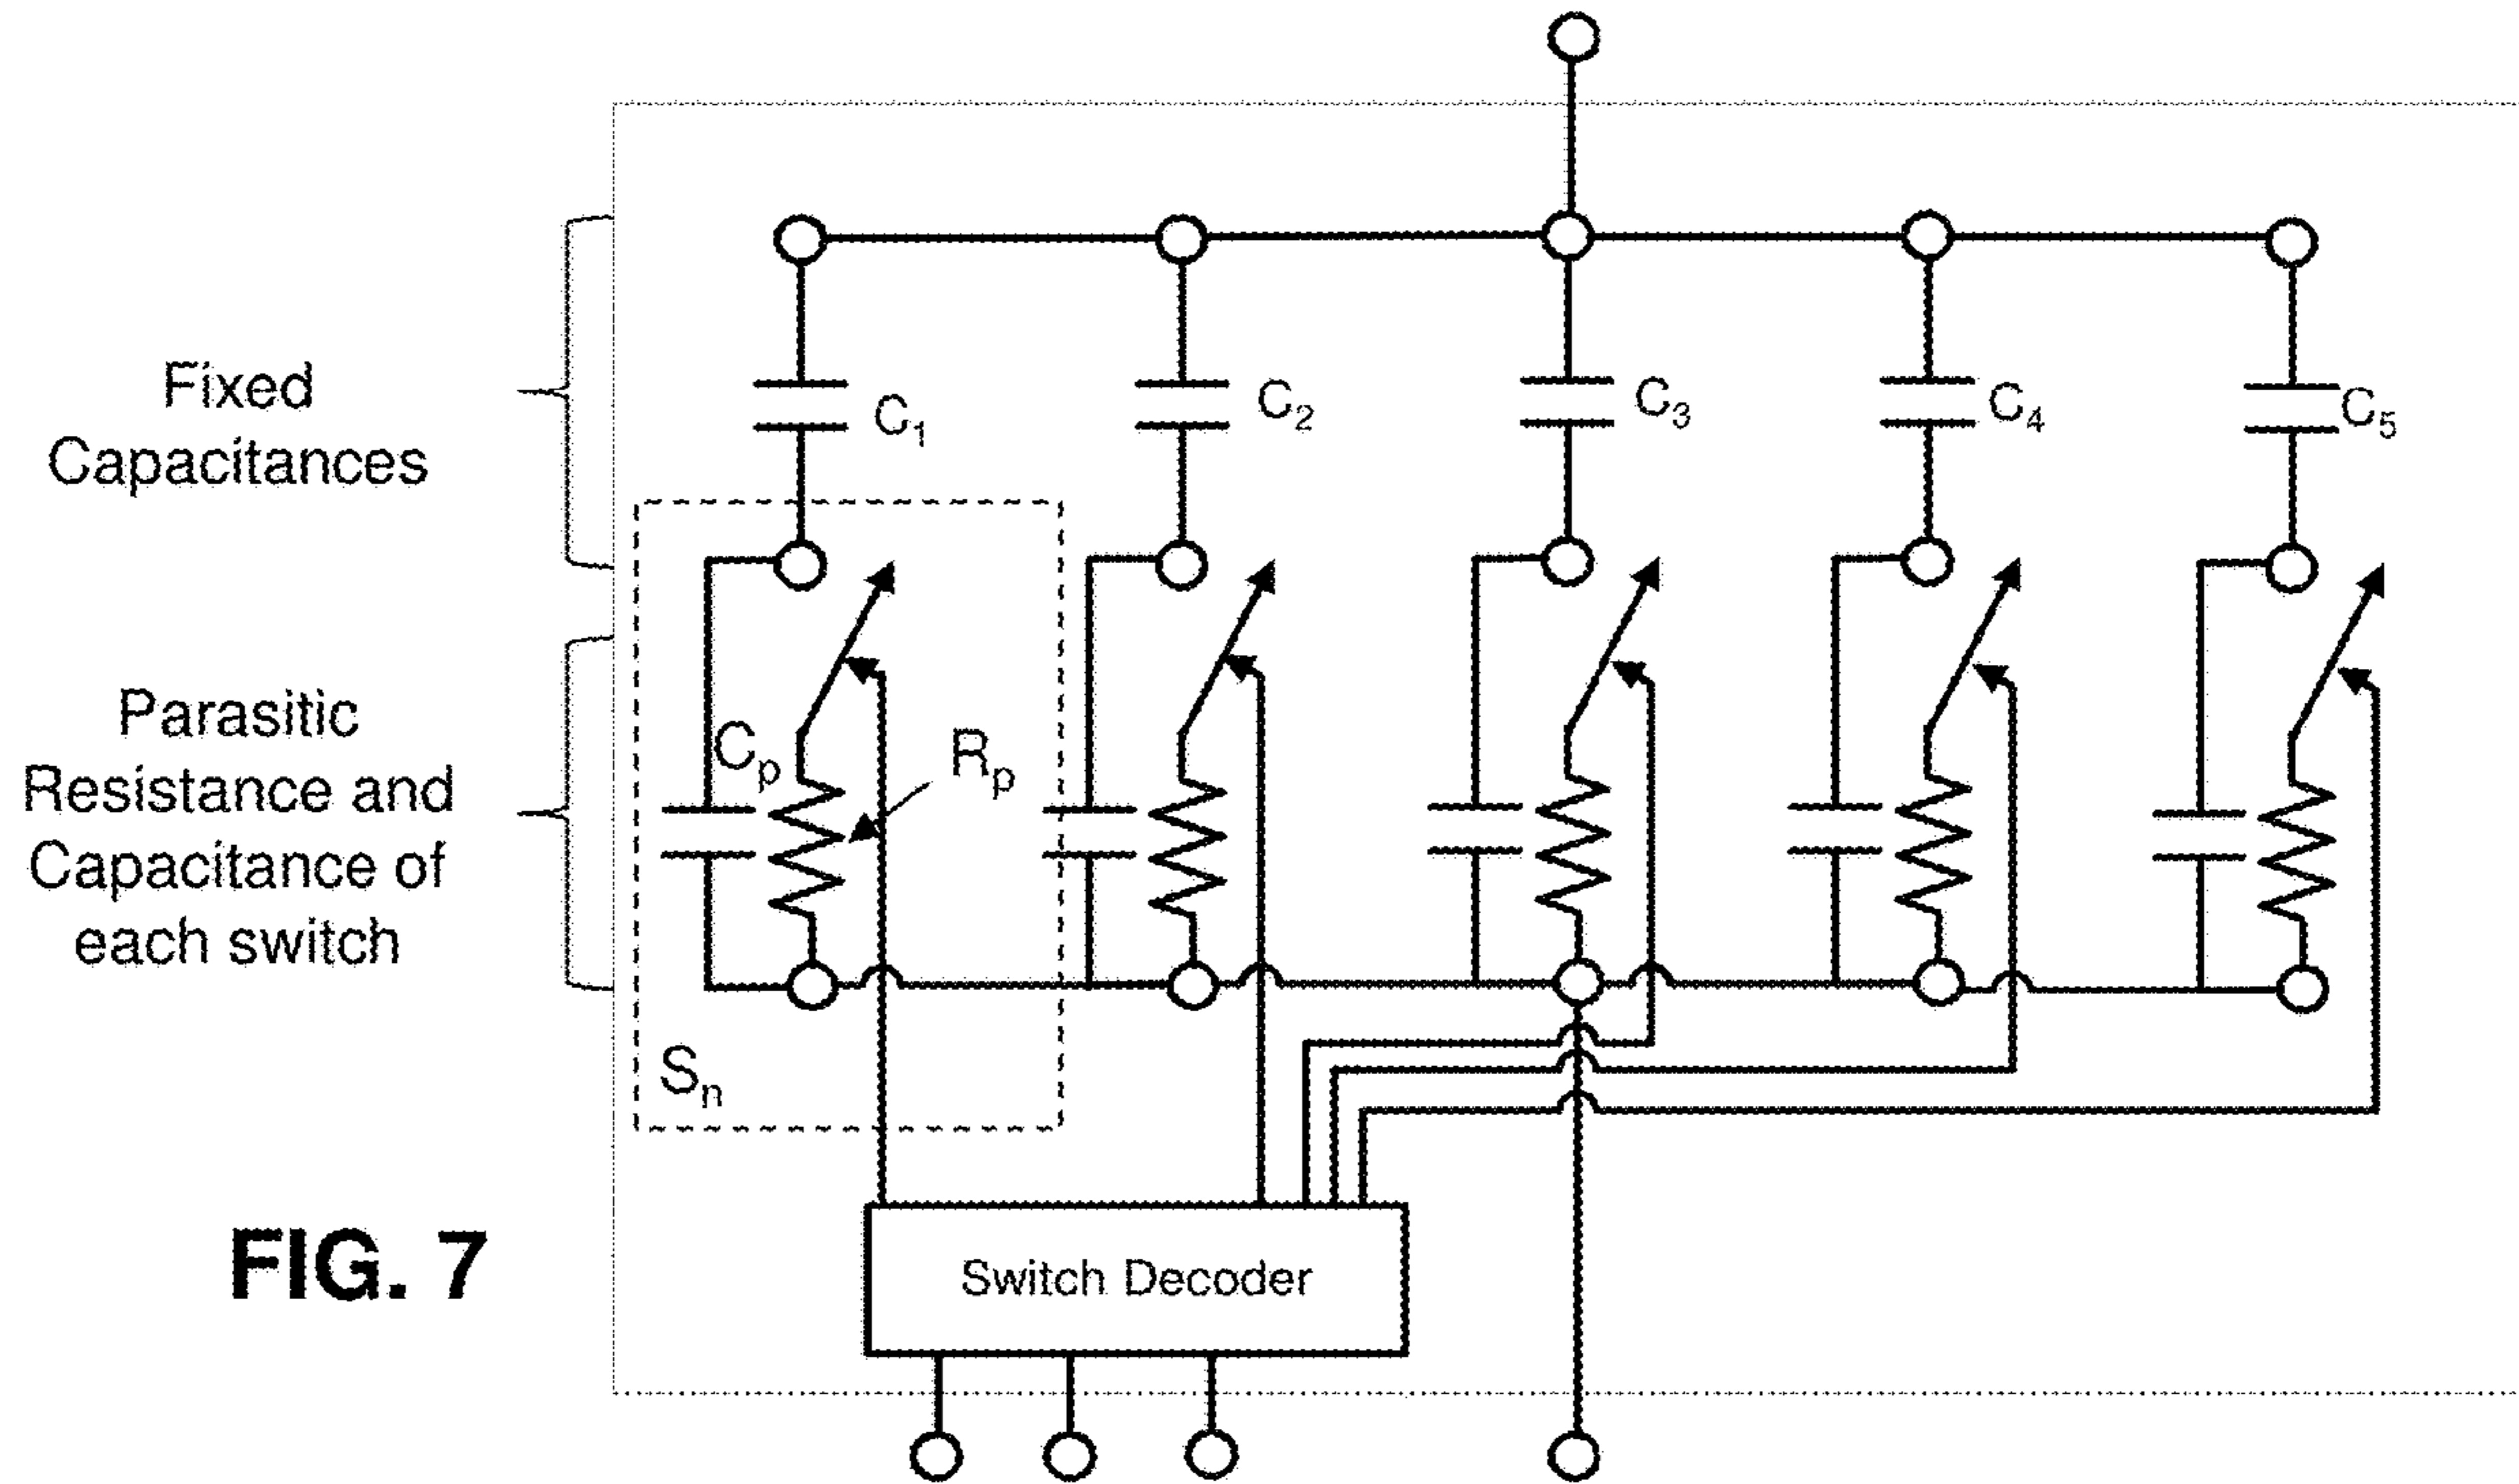 Fixed
Capacitances
C1
C2
C3
C4
C5
Parasitic
Resistance and
Capacitance of
each switch
Cp
Rp
Sn
FIG. 7
Switch Decoder